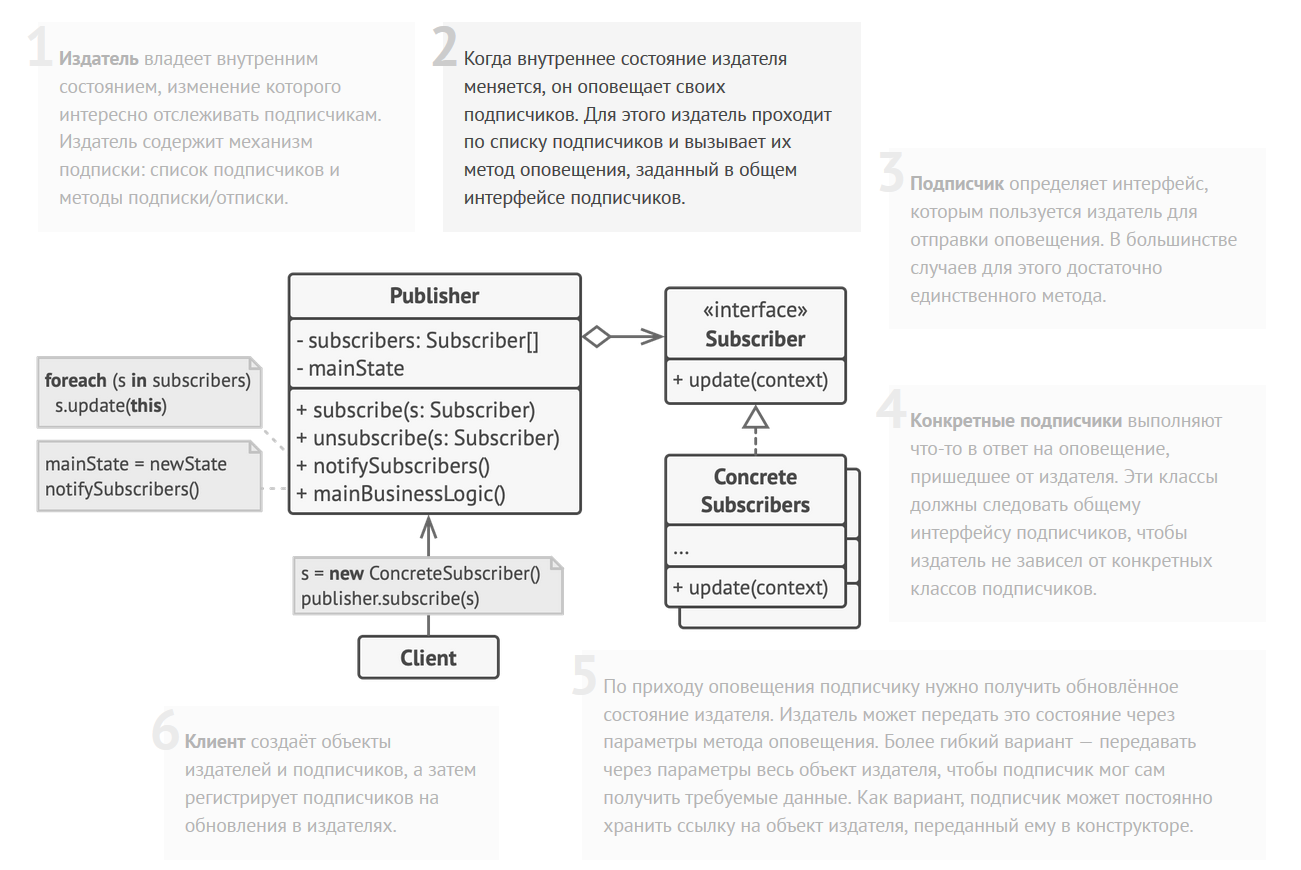 1
Издатель владеет внутренним
состоянием, изменение которого
интересно отслеживать подписчикам.
Издатель содержит механизм
подписки: список подписчиков и
методы подписки/отписки.
2
Когда внутреннее состояние издателя
меняется, он оповещает своих
подписчиков. Для этого издатель проходит
по списку подписчиков и вызывает их
метод оповещения, заданный в общем
интерфейсе подписчиков.
3
Подписчик определяет интерфейс,
которым пользуется издатель для
отправки оповещения. В большинстве
случаев для этого достаточно
единственного метода.
Publisher
- subscribers: Subscriber[]
- mainState
+ subscribe(s: Subscriber)
+ unsubscribe(s: Subscriber)
+ notifySubscribers()
+ mainBusinessLogic()
«interface»
Subscriber
+ update(context)
foreach (s in subscribers)
s.update(this)
mainState = newState
notifySubscribers()
4
Конкретные подписчики выполняют
что-то в ответ на оповещение,
пришедшее от издателя. Эти классы
должны следовать общему
интерфейсу подписчиков, чтобы
издатель не зависел от конкретных
классов подписчиков.
Concrete
Subscribers
...
+ update(context)
s = new ConcreteSubscriber()
publisher.subscribe(s)
Client
5
По приходу оповещения подписчику нужно получить обновлённое
состояние издателя. Издатель может передать это состояние через
параметры метода оповещения. Более гибкий вариант — передавать
через параметры весь объект издателя, чтобы подписчик мог сам
получить требуемые данные. Как вариант, подписчик может постоянно
хранить ссылку на объект издателя, переданный ему в конструкторе.
6
Клиент создаёт объекты
издателей и подписчиков, а затем
регистрирует подписчиков на
обновления в издателях.